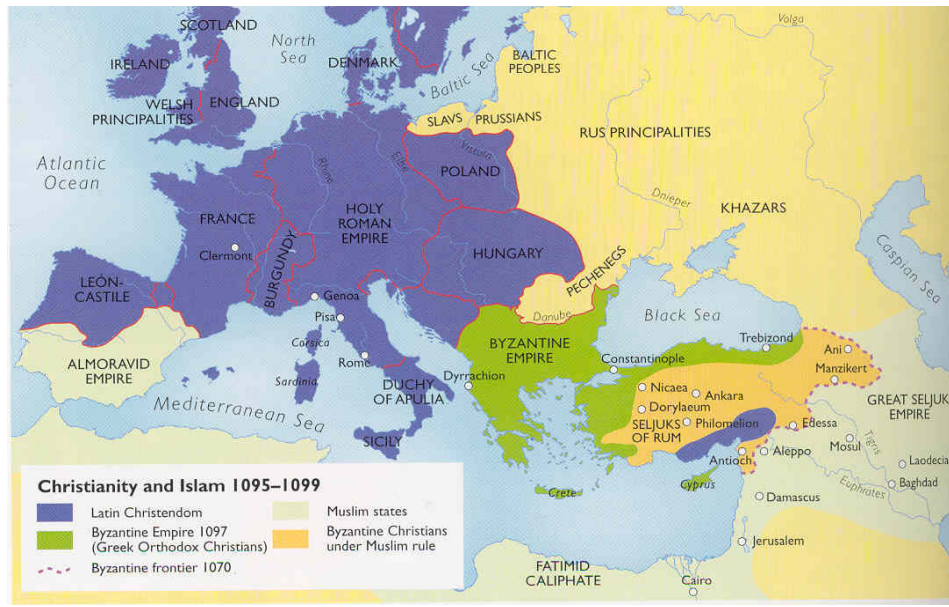 SCOTLAND
North
Sea
IRELAND
DENMARK
Baltic Sea
BALTIC
PEOPLES
Volga
WELSH
PRINCIPALITIES
ENGLAND
SLAVS
PRUSSIANS
RUS PRINCIPALITIES
Atlantic
Ocean
Rhine
Elbe
Vistula
POLAND
Dnieper
KHAZARS
FRANCE
Clermont
HOLY
ROMAN
EMPIRE
HUNGARY
PECHENEGS
Caspian Sea
LEÓN-
CASTILE
BURGUNDY
Genoa
Pisa
Danube
Black Sea
ALMORAVID
EMPIRE
Corsica
Rome
BYZANTINE
EMPIRE
Constantinople
Trebizond
Ani
Manzikert
Sardinia
DUCHY
OF APULIA
Dyrrachion
Nicaea
Ankara
Dorylaeum
SELJUKS
OF RUM
Philomelion
GREAT SELJUK
EMPIRE
Mediterranean Sea
SICILY
Edessa
Antioch
Aleppo
Mosul
Tigris
Laodecia
Crete
Cyprus
Euphrates
Baghdad
Damascus
Jerusalem
FATIMID
CALIPHATE
Cairo
Christianity and Islam 1095–1099
Latin Christendom
Byzantine Empire 1097
(Greek Orthodox Christians)
Byzantine frontier 1070
Muslim states
Byzantine Christians
under Muslim rule